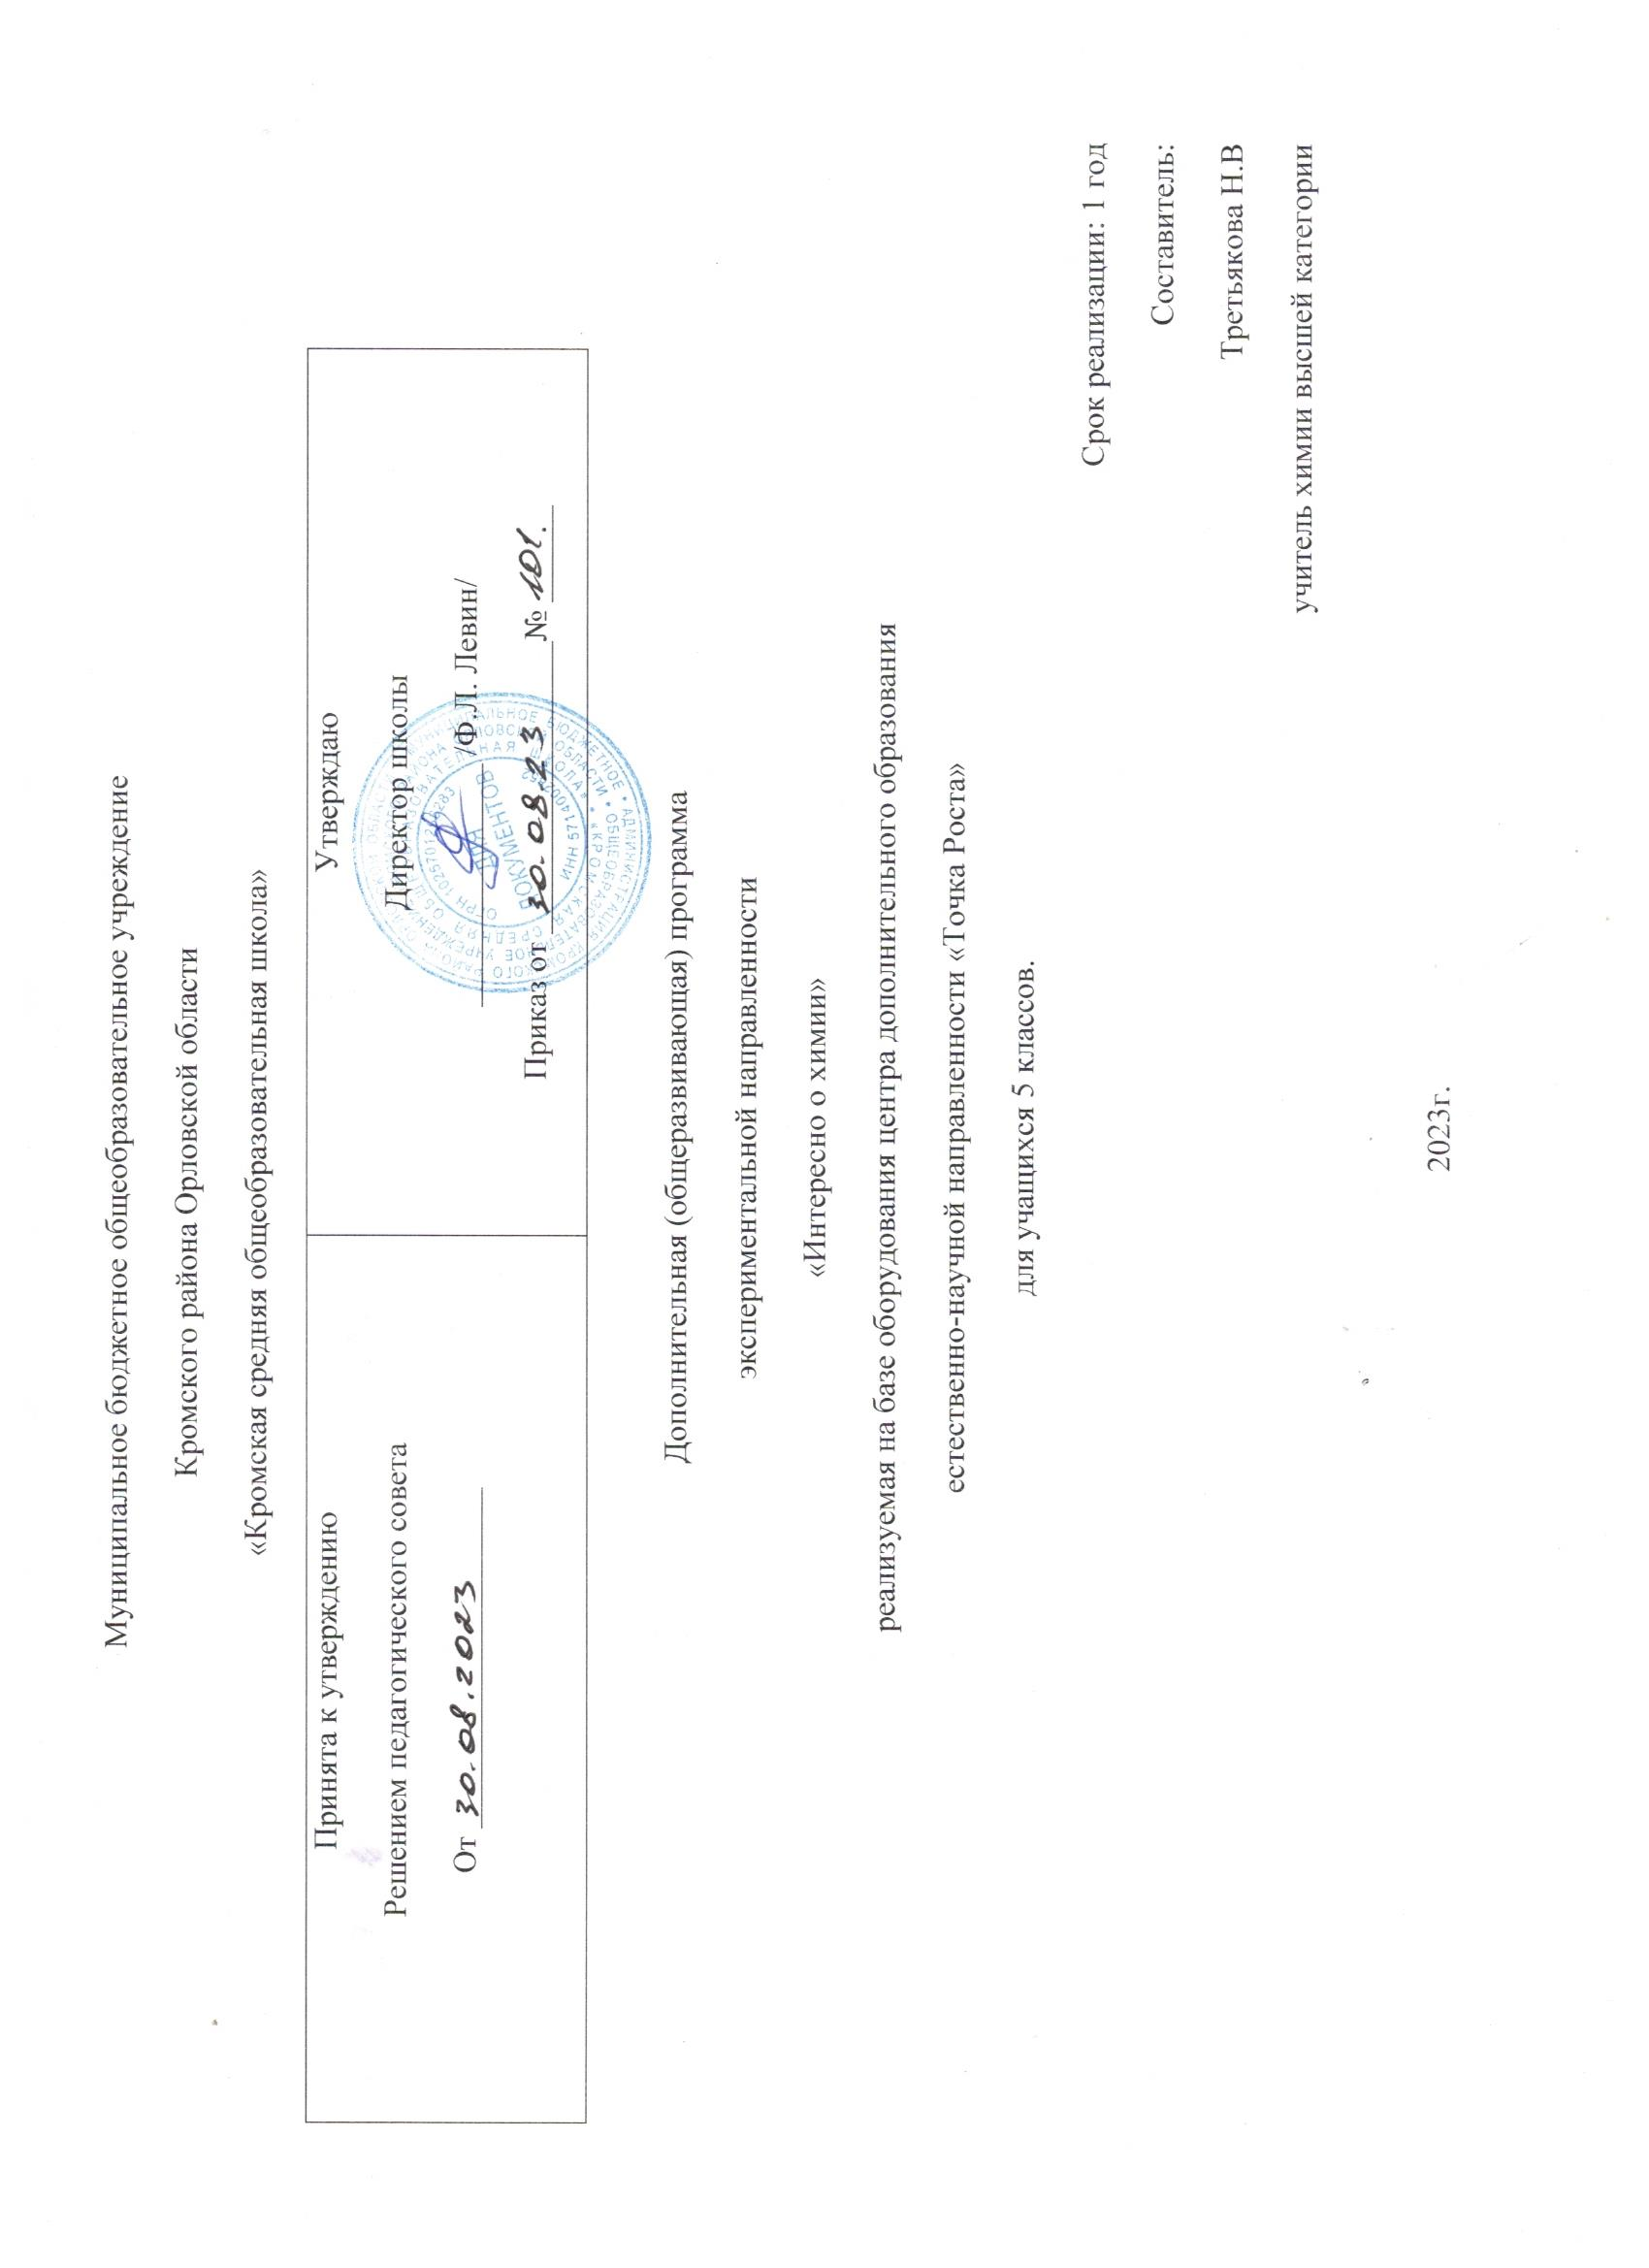 Муниципальное бюджетное общеобразовательное учреждение
Кромского района Орловской области
«Кромская средняя общеобразовательная школа»
Принята к утверждению
Решением педагогического совета
От 30.08.2023
Утверждаю
Директор школы
/Ф.Л. Левин/
Приказ от 30.08.23 № 101.
ДОКУМЕНТОВ
Дополнительная (общеразвивающая) программа
экспериментальной направленности
«Интересно о химии»
реализуемая на базе оборудования центра дополнительного образования
естественно-научной направленности «Точка Роста»
для учащихся 5 классов.
Срок реализации: 1 год
Составитель:
Третьякова Н.В
учитель химии высшей категории
2023г.